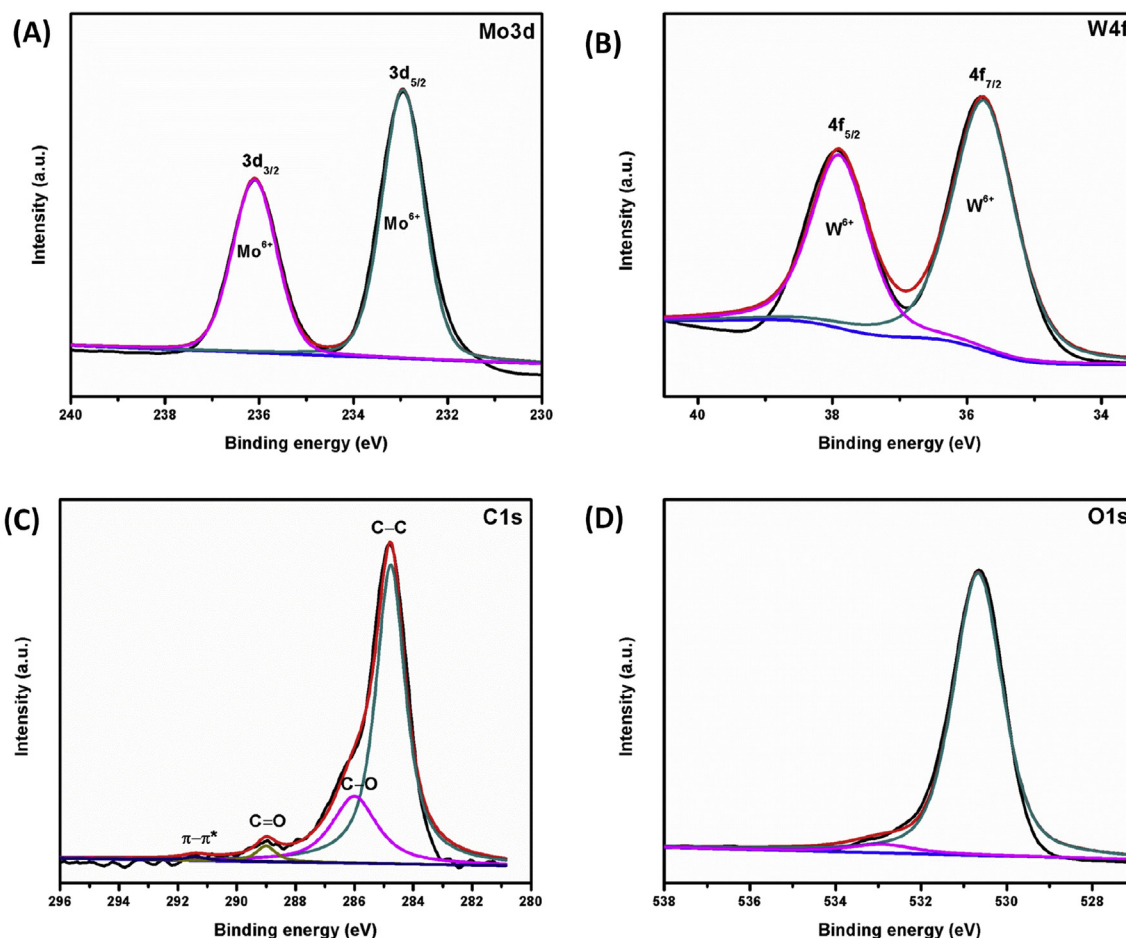 (A)
Mo3d
3d3/2
3d5/2
Mo6+
Mo6+
Intensity (a.u.)
240 238 236 234 232 230
Binding energy (eV)
(B)
W4f
4f5/2
4f7/2
W6+
W6+
Intensity (a.u.)
40 38 36 34
Binding energy (eV)
(C)
C1s
C–C
C–O
C=O
π–π*
Intensity (a.u.)
296 294 292 290 288 286 284 282 280
Binding energy (eV)
(D)
O1s
Intensity (a.u.)
538 536 534 532 530 528
Binding energy (eV)